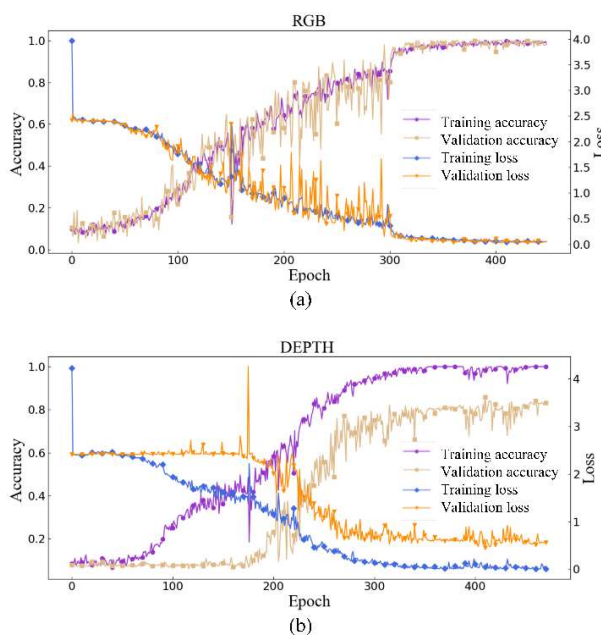 RGB
1.0
0.8
0.6
0.4
0.2
0.0
Accuracy
4.0
3.5
3.0
2.5
2.0
1.5
1.0
0.5
0.0
Loss
Training accuracy
Validation accuracy
Training loss
Validation loss
0 100 200 300 400
Epoch
(a)
DEPTH
1.0
0.8
0.6
0.4
0.2
Accuracy
4
3
2
1
0
Loss
Training accuracy
Validation accuracy
Training loss
Validation loss
0 100 200 300 400
Epoch
(b)